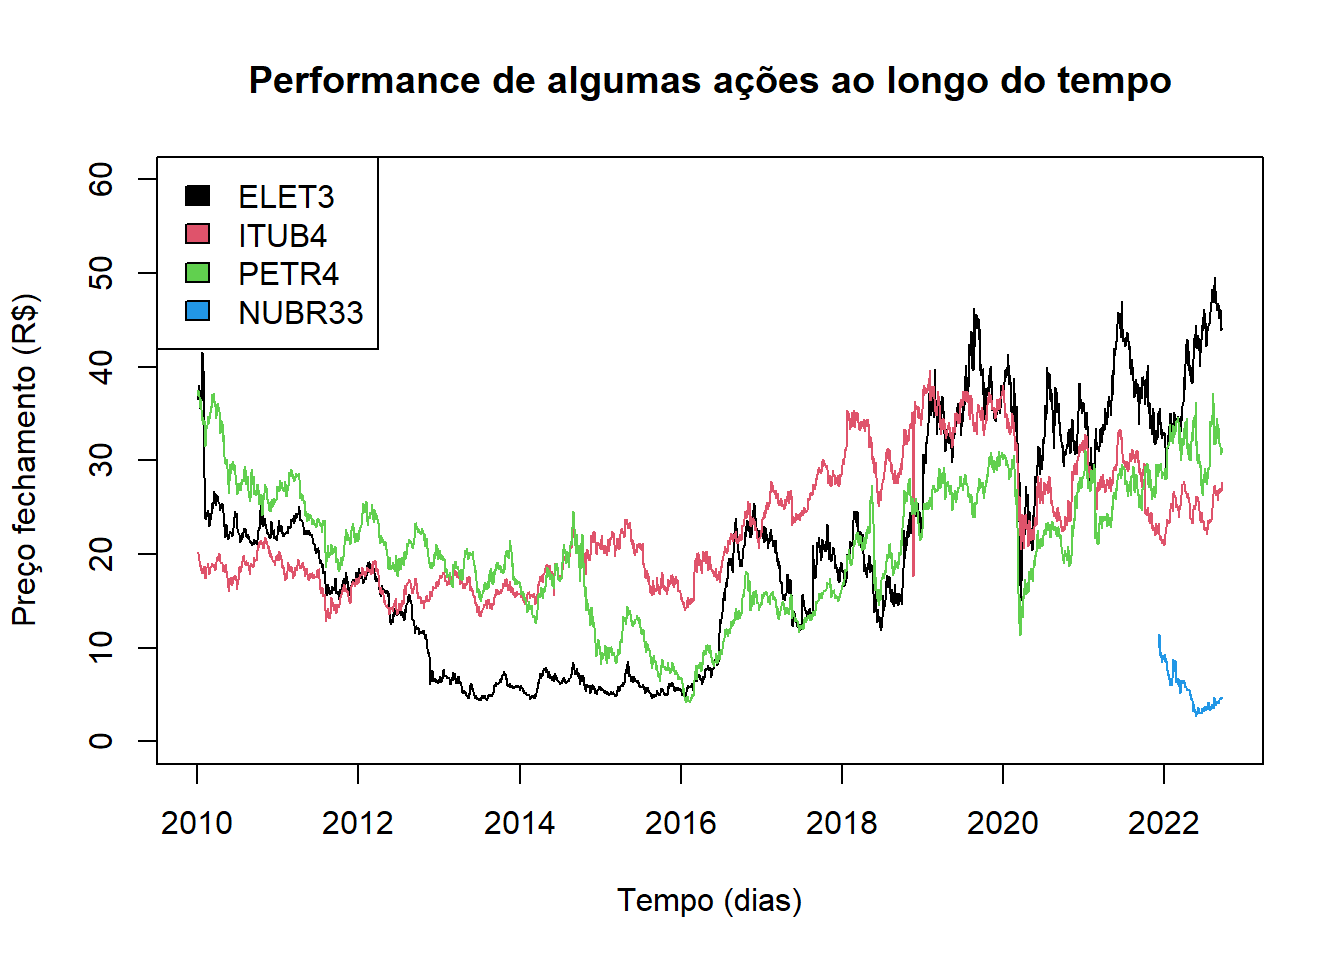 Performance de algumas ações ao longo do tempo
ELET3
ITUB4
PETR4
NUBR33
Preço fechamento (R$)
60
50
40
30
20
10
0
2010 2012 2014 2016 2018 2020 2022
Tempo (dias)